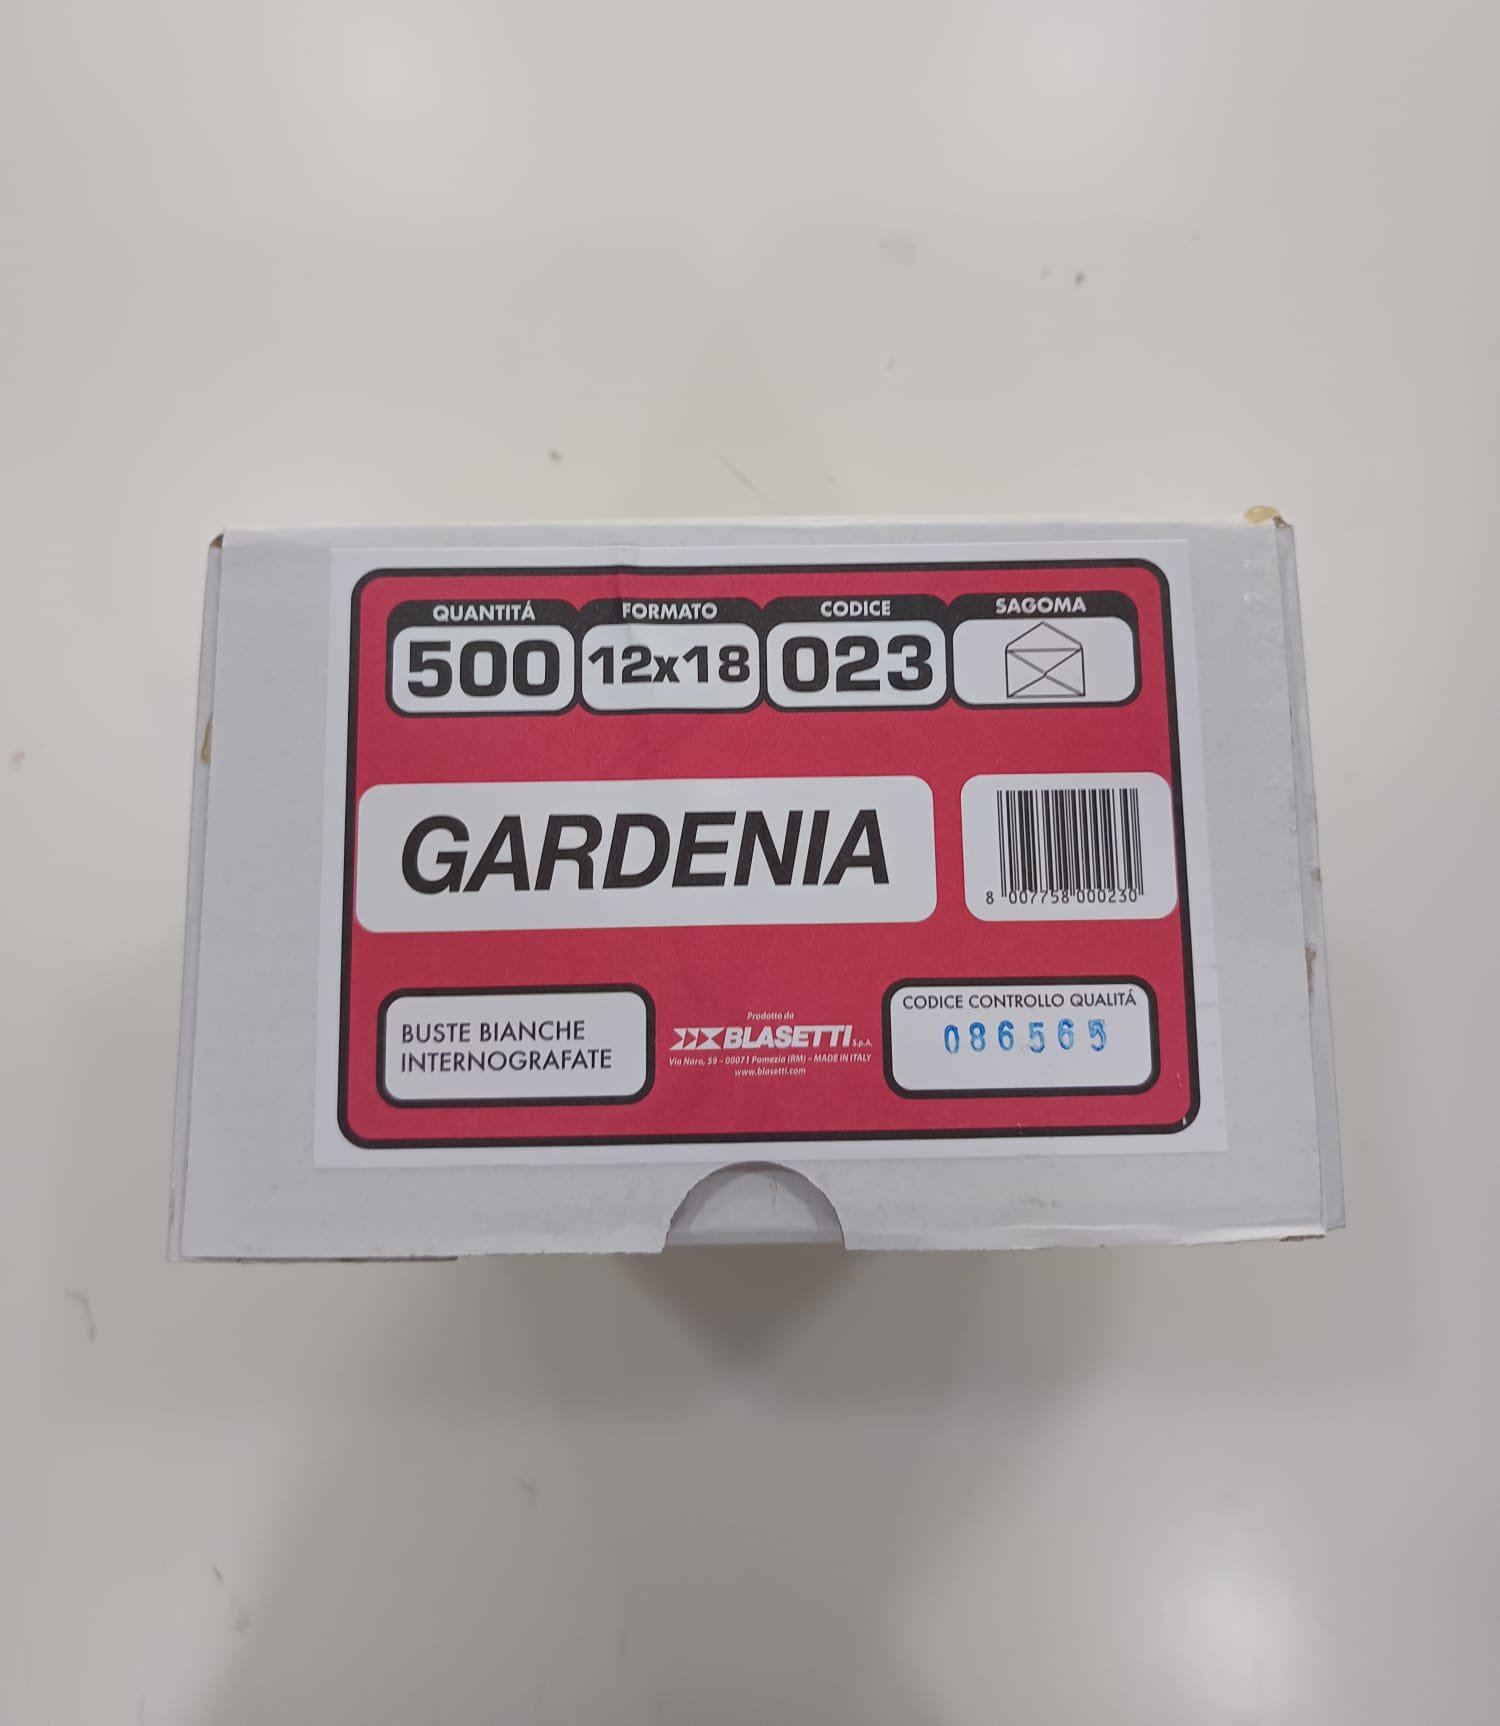 QUANTITÁ
500
FORMATO
12x18
CODICE
023
SAGOMA
GARDENIA
8 007758 000230
BUSTE BIANCHE
INTERNOGRAFATE
Prodotto da
BLASETTI S.p.A.
Via Naro, 59 - 00071 Pomezia (RM) - MADE IN ITALY
www.blasetti.com
CODICE CONTROLLO QUALITÁ
086565